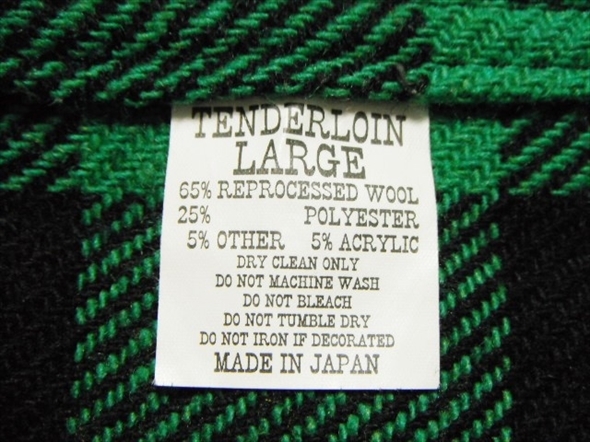 TENDERLOIN
LARGE
65% REPROCESSED WOOL
25% POLYESTER
5% OTHER 5% ACRYLIC
DRY CLEAN ONLY
DO NOT MACHINE WASH
DO NOT BLEACH
DO NOT TUMBLE DRY
DO NOT IRON IF DECORATED
MADE IN JAPAN